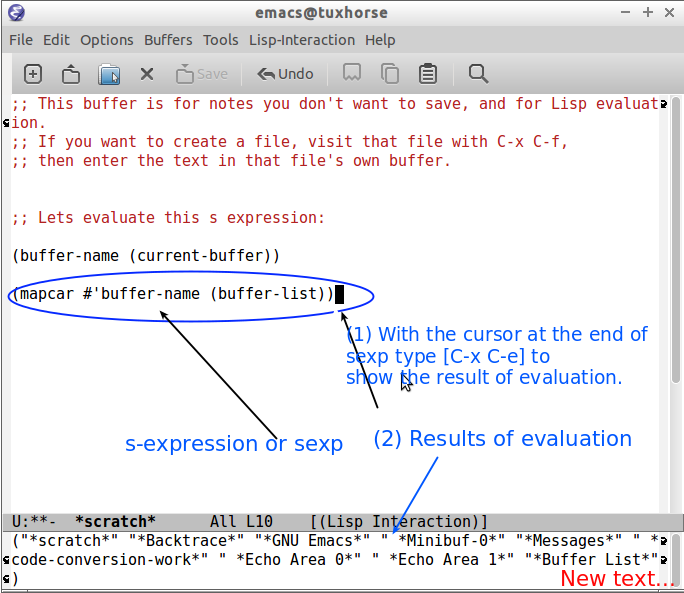 emacs@tuxhorse
File Edit Options Buffers Tools Lisp-Interaction Help
Save Undo
;; This buffer is for notes you don't want to save, and for Lisp evaluat
ion.
;; If you want to create a file, visit that file with C-x C-f,
;; then enter the text in that file's own buffer.
;; Lets evaluate this s expression:
(buffer-name (current-buffer))
(mapcar #'buffer-name (buffer-list))
(1) With the cursor at the end of
sexp type [C-x C-e] to
show the result of evaluation.
s-expression or sexp
(2) Results of evaluation
U:**- *scratch* All L10 [(Lisp Interaction)]
("*scratch*" "*Backtrace*" "*GNU Emacs*" " *Minibuf-0*" "*Messages*" " *
code-conversion-work*" " *Echo Area 0*" " *Echo Area 1*" "*Buffer List*"
)
New text...